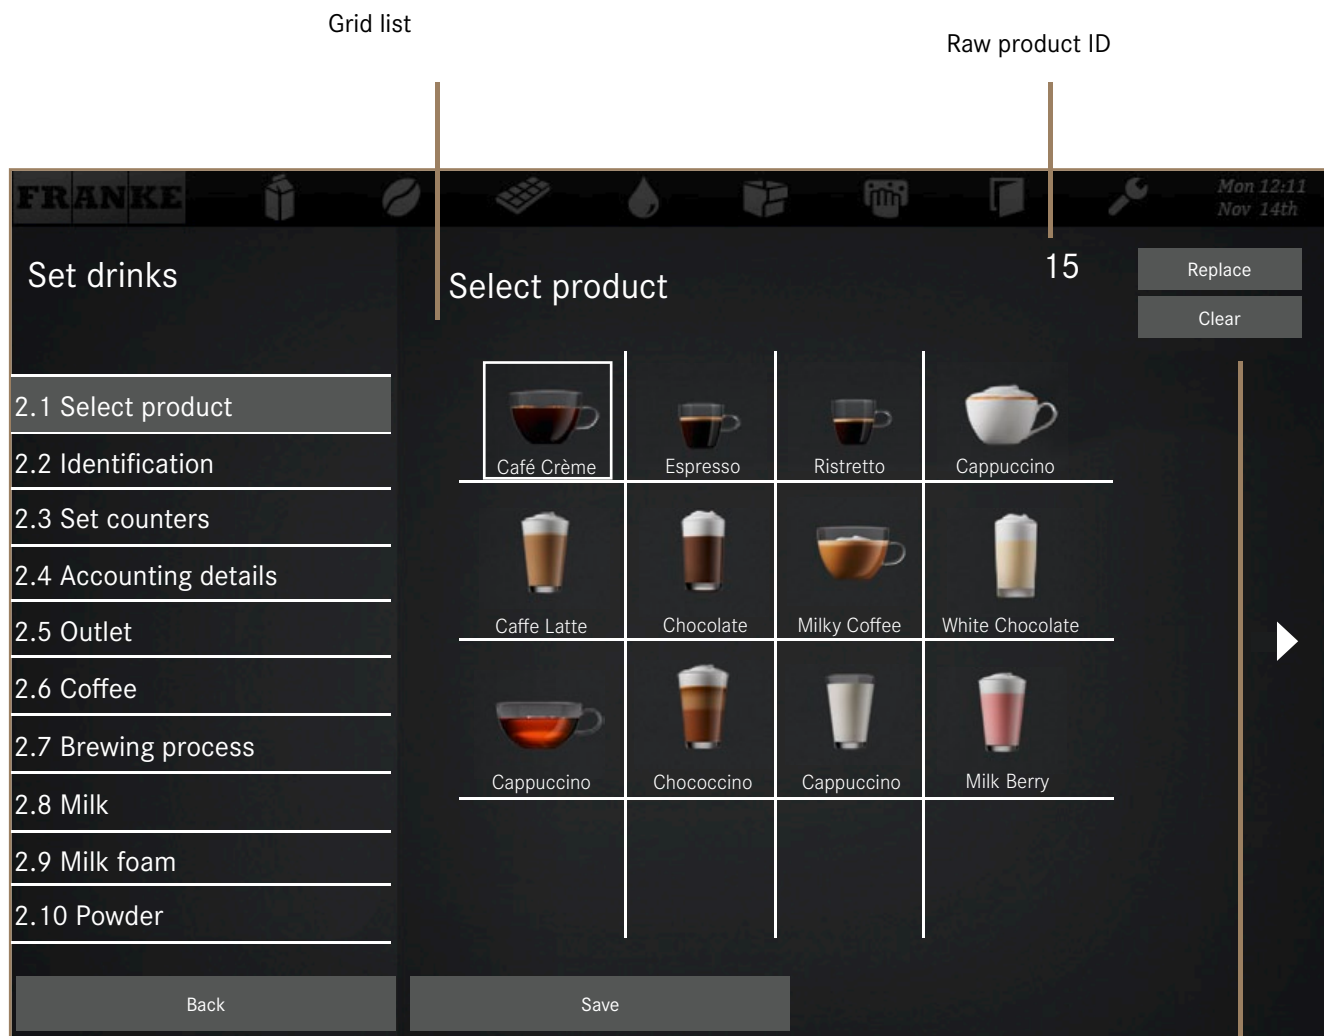 Grid list
Raw product ID
FRANKE
Mon 12:11
Nov 14th
Set drinks
Select product
15
Replace
Clear
2.1 Select product
2.2 Identification
2.3 Set counters
2.4 Accounting details
2.5 Outlet
2.6 Coffee
2.7 Brewing process
2.8 Milk
2.9 Milk foam
2.10 Powder
Café Crème
Espresso
Ristretto
Cappuccino
Caffe Latte
Chocolate
Milky Coffee
White Chocolate
Cappuccino
Chococcino
Cappuccino
Milk Berry
Back
Save